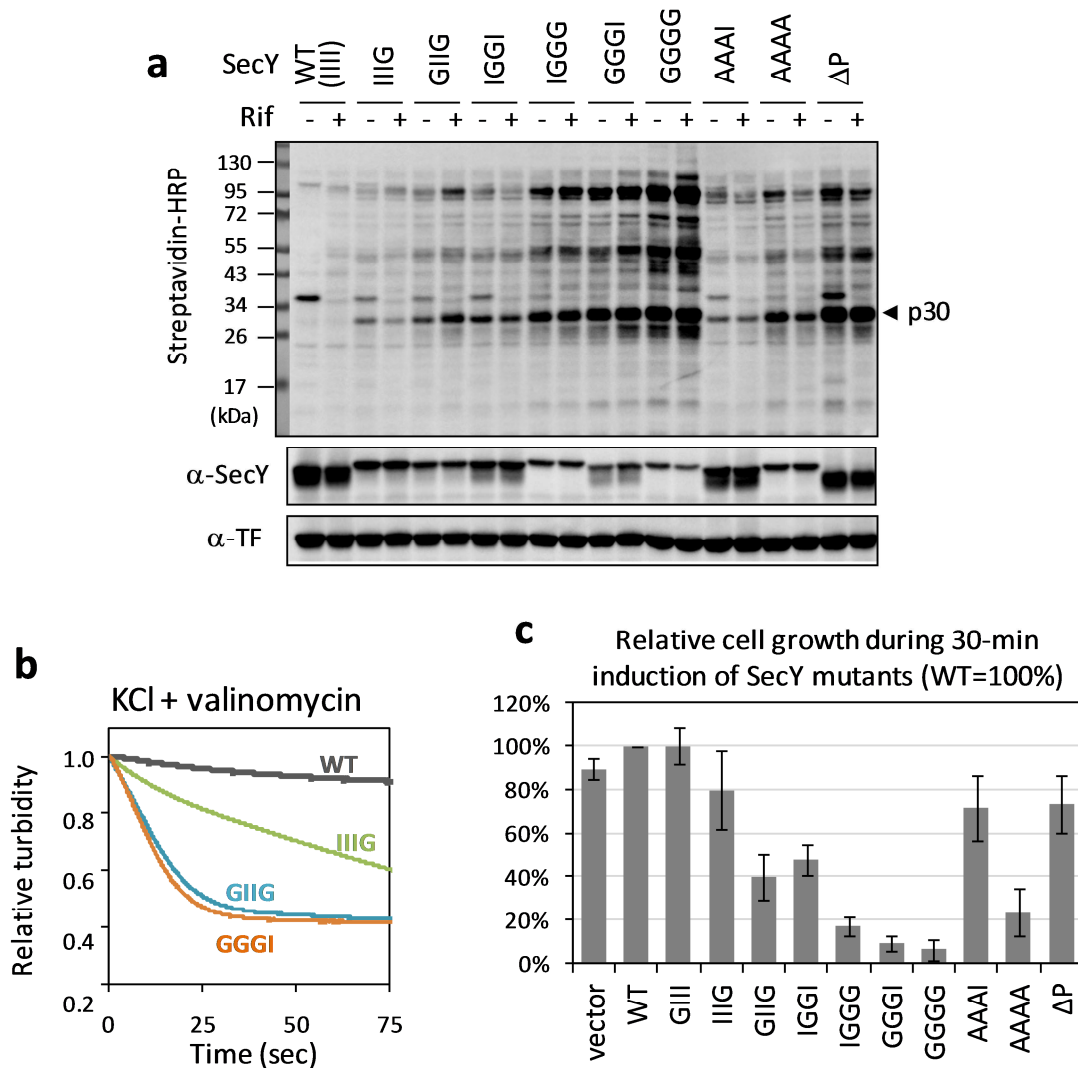 a
SecY WT (IIII) IIIG GIIG IGGI IGGG GGGI GGGG AAAI AAAA ΔP
Rif - + - + - + - + - + - + - + - + - + - +
Streptavidin-HRP
130
95
72
55
43
34
26
17
(kDa)
◄ p30
α-SecY
α-TF
b
KCl + valinomycin
Relative turbidity
1.0
0.8
0.6
0.4
0.2
WT
IIIG
GIIG
GGGI
0 25 50 75
Time (sec)
c
Relative cell growth during 30-min
induction of SecY mutants (WT=100%)
120%
100%
80%
60%
40%
20%
0%
vector WT GIII IIIG GIIG IGGI IGGG GGGI GGGG AAAI AAAA ΔP